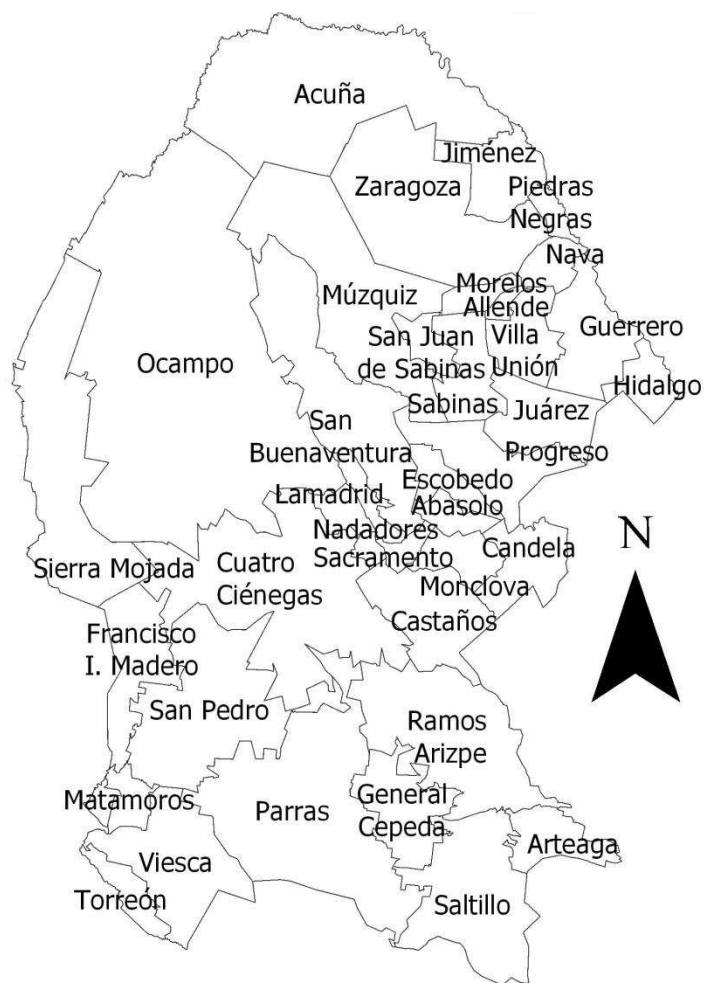 Acuña
Jiménez
Zaragoza
Piedras
Negras
Nava
Morelos
Múzquiz
Allende
Guerrero
San Juan
de Sabinas
Villa
Unión
Ocampo
Hidalgo
Sabinas
Juárez
San
Buenaventura
Progreso
Escobedo
Lamadrid
Abasolo
Nadadores
N
Sacramento
Candela
Sierra Mojada
Cuatro
Ciénegas
Monclova
Castaños
Francisco
I. Madero
San Pedro
Ramos
Arizpe
Matamoros
Parras
General
Cepeda
Arteaga
Viesca
Torreón
Saltillo